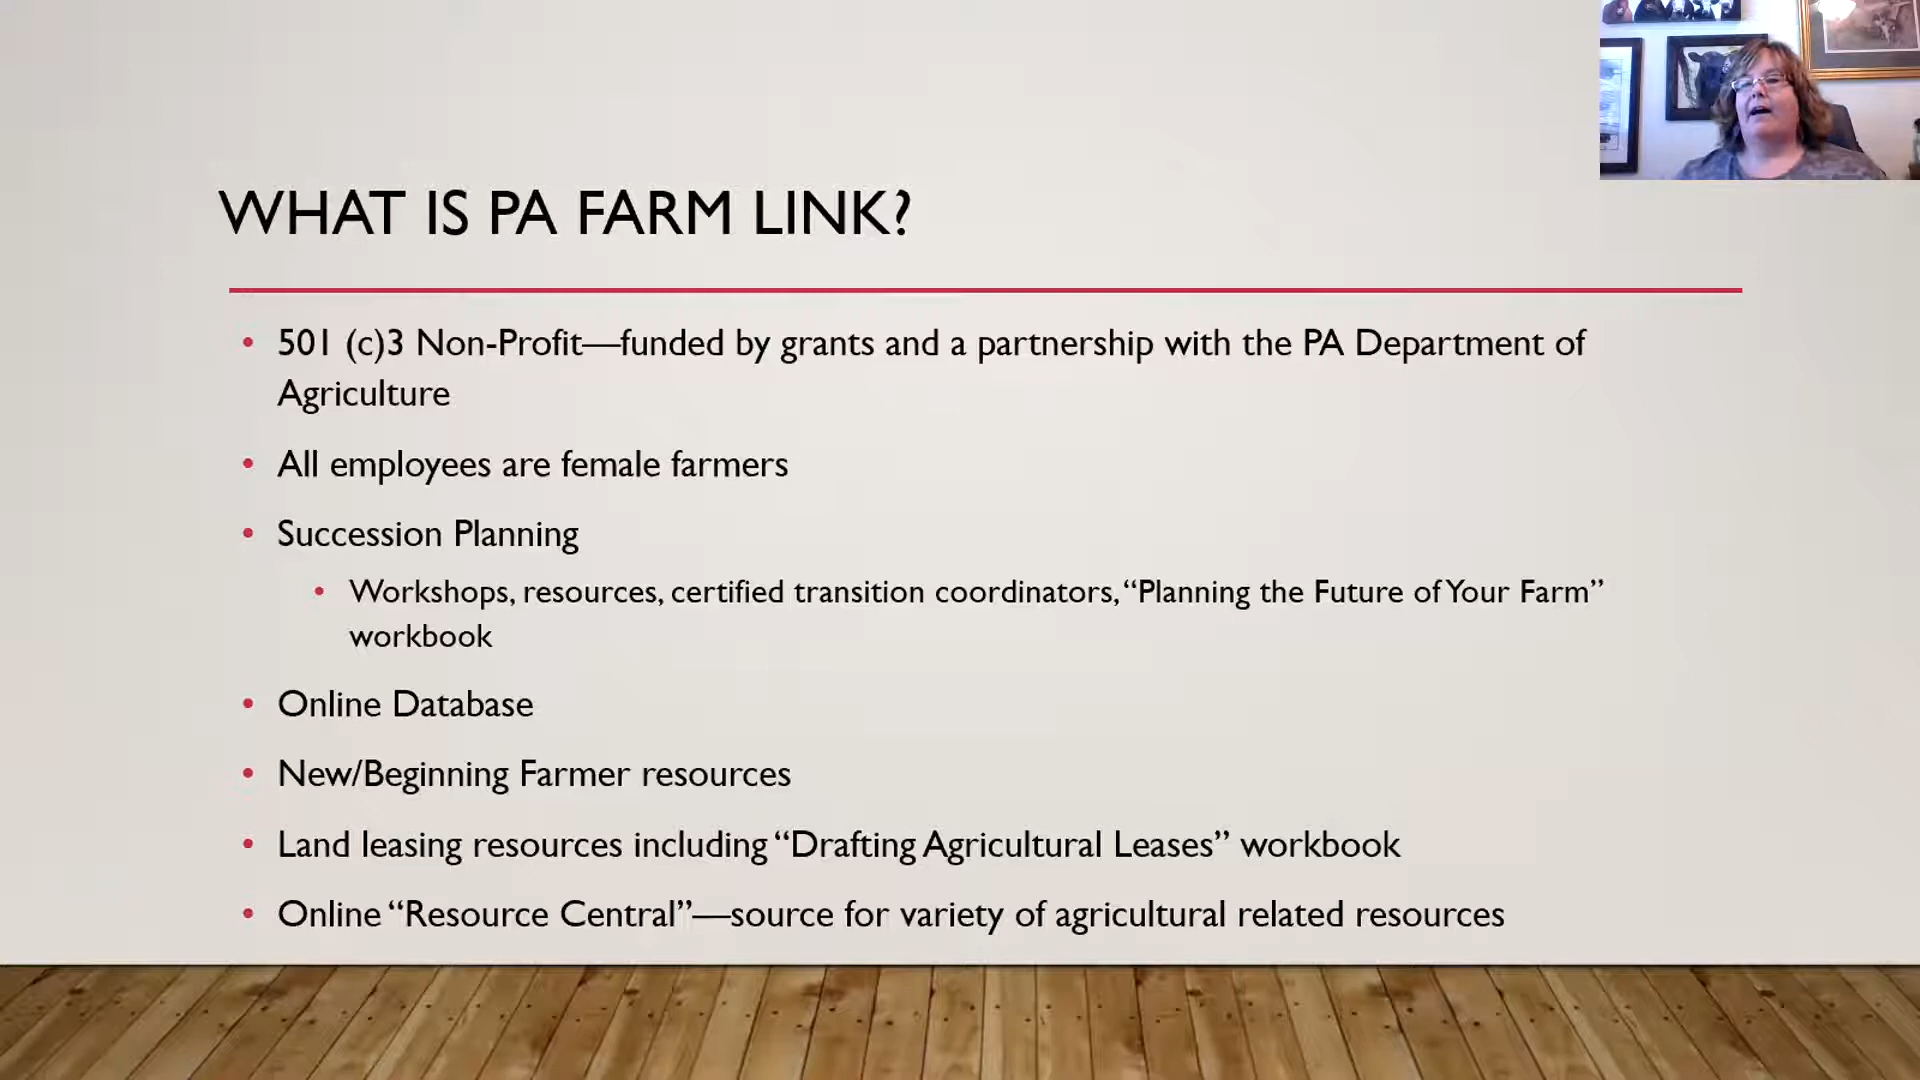 WHAT IS PA FARM LINK?
• 501 (c)3 Non-Profit—funded by grants and a partnership with the PA Department of
Agriculture
• All employees are female farmers
• Succession Planning
• Workshops, resources, certified transition coordinators, “Planning the Future of Your Farm”
workbook
• Online Database
• New/Beginning Farmer resources
• Land leasing resources including “Drafting Agricultural Leases” workbook
• Online “Resource Central”—source for variety of agricultural related resources